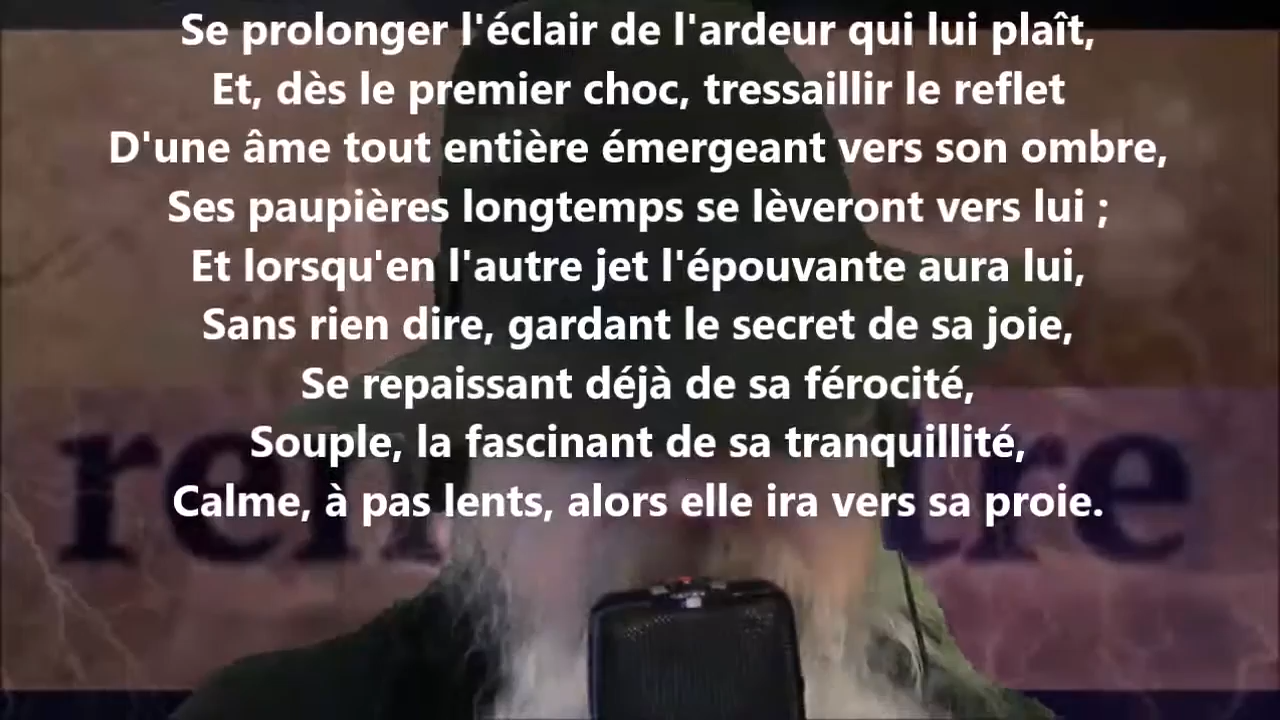 Se prolonger l'éclair de l'ardeur qui lui plaît,
Et, dès le premier choc, tressaillir le reflet
D'une âme tout entière émergeant vers son ombre,
Ses paupières longtemps se lèveront vers lui ;
Et lorsqu'en l'autre jet l'épouvante aura lui,
Sans rien dire, gardant le secret de sa joie,
Se repaissant déjà de sa férocité,
Souple, la fascinant de sa tranquillité,
Calme, à pas lents, alors elle ira vers sa proie.
ren tre